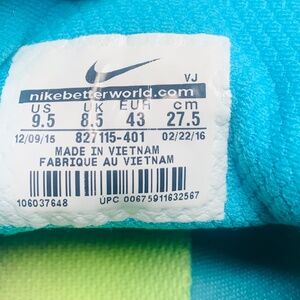 VJ
nikebetterworld.com
US UK EUR cm
9.5 8.5 43 27.5
12/09/15 827115-401 02/22/16
MADE IN VIETNAM
FABRIQUE AU VIETNAM
106037648 UPC 00675911632567